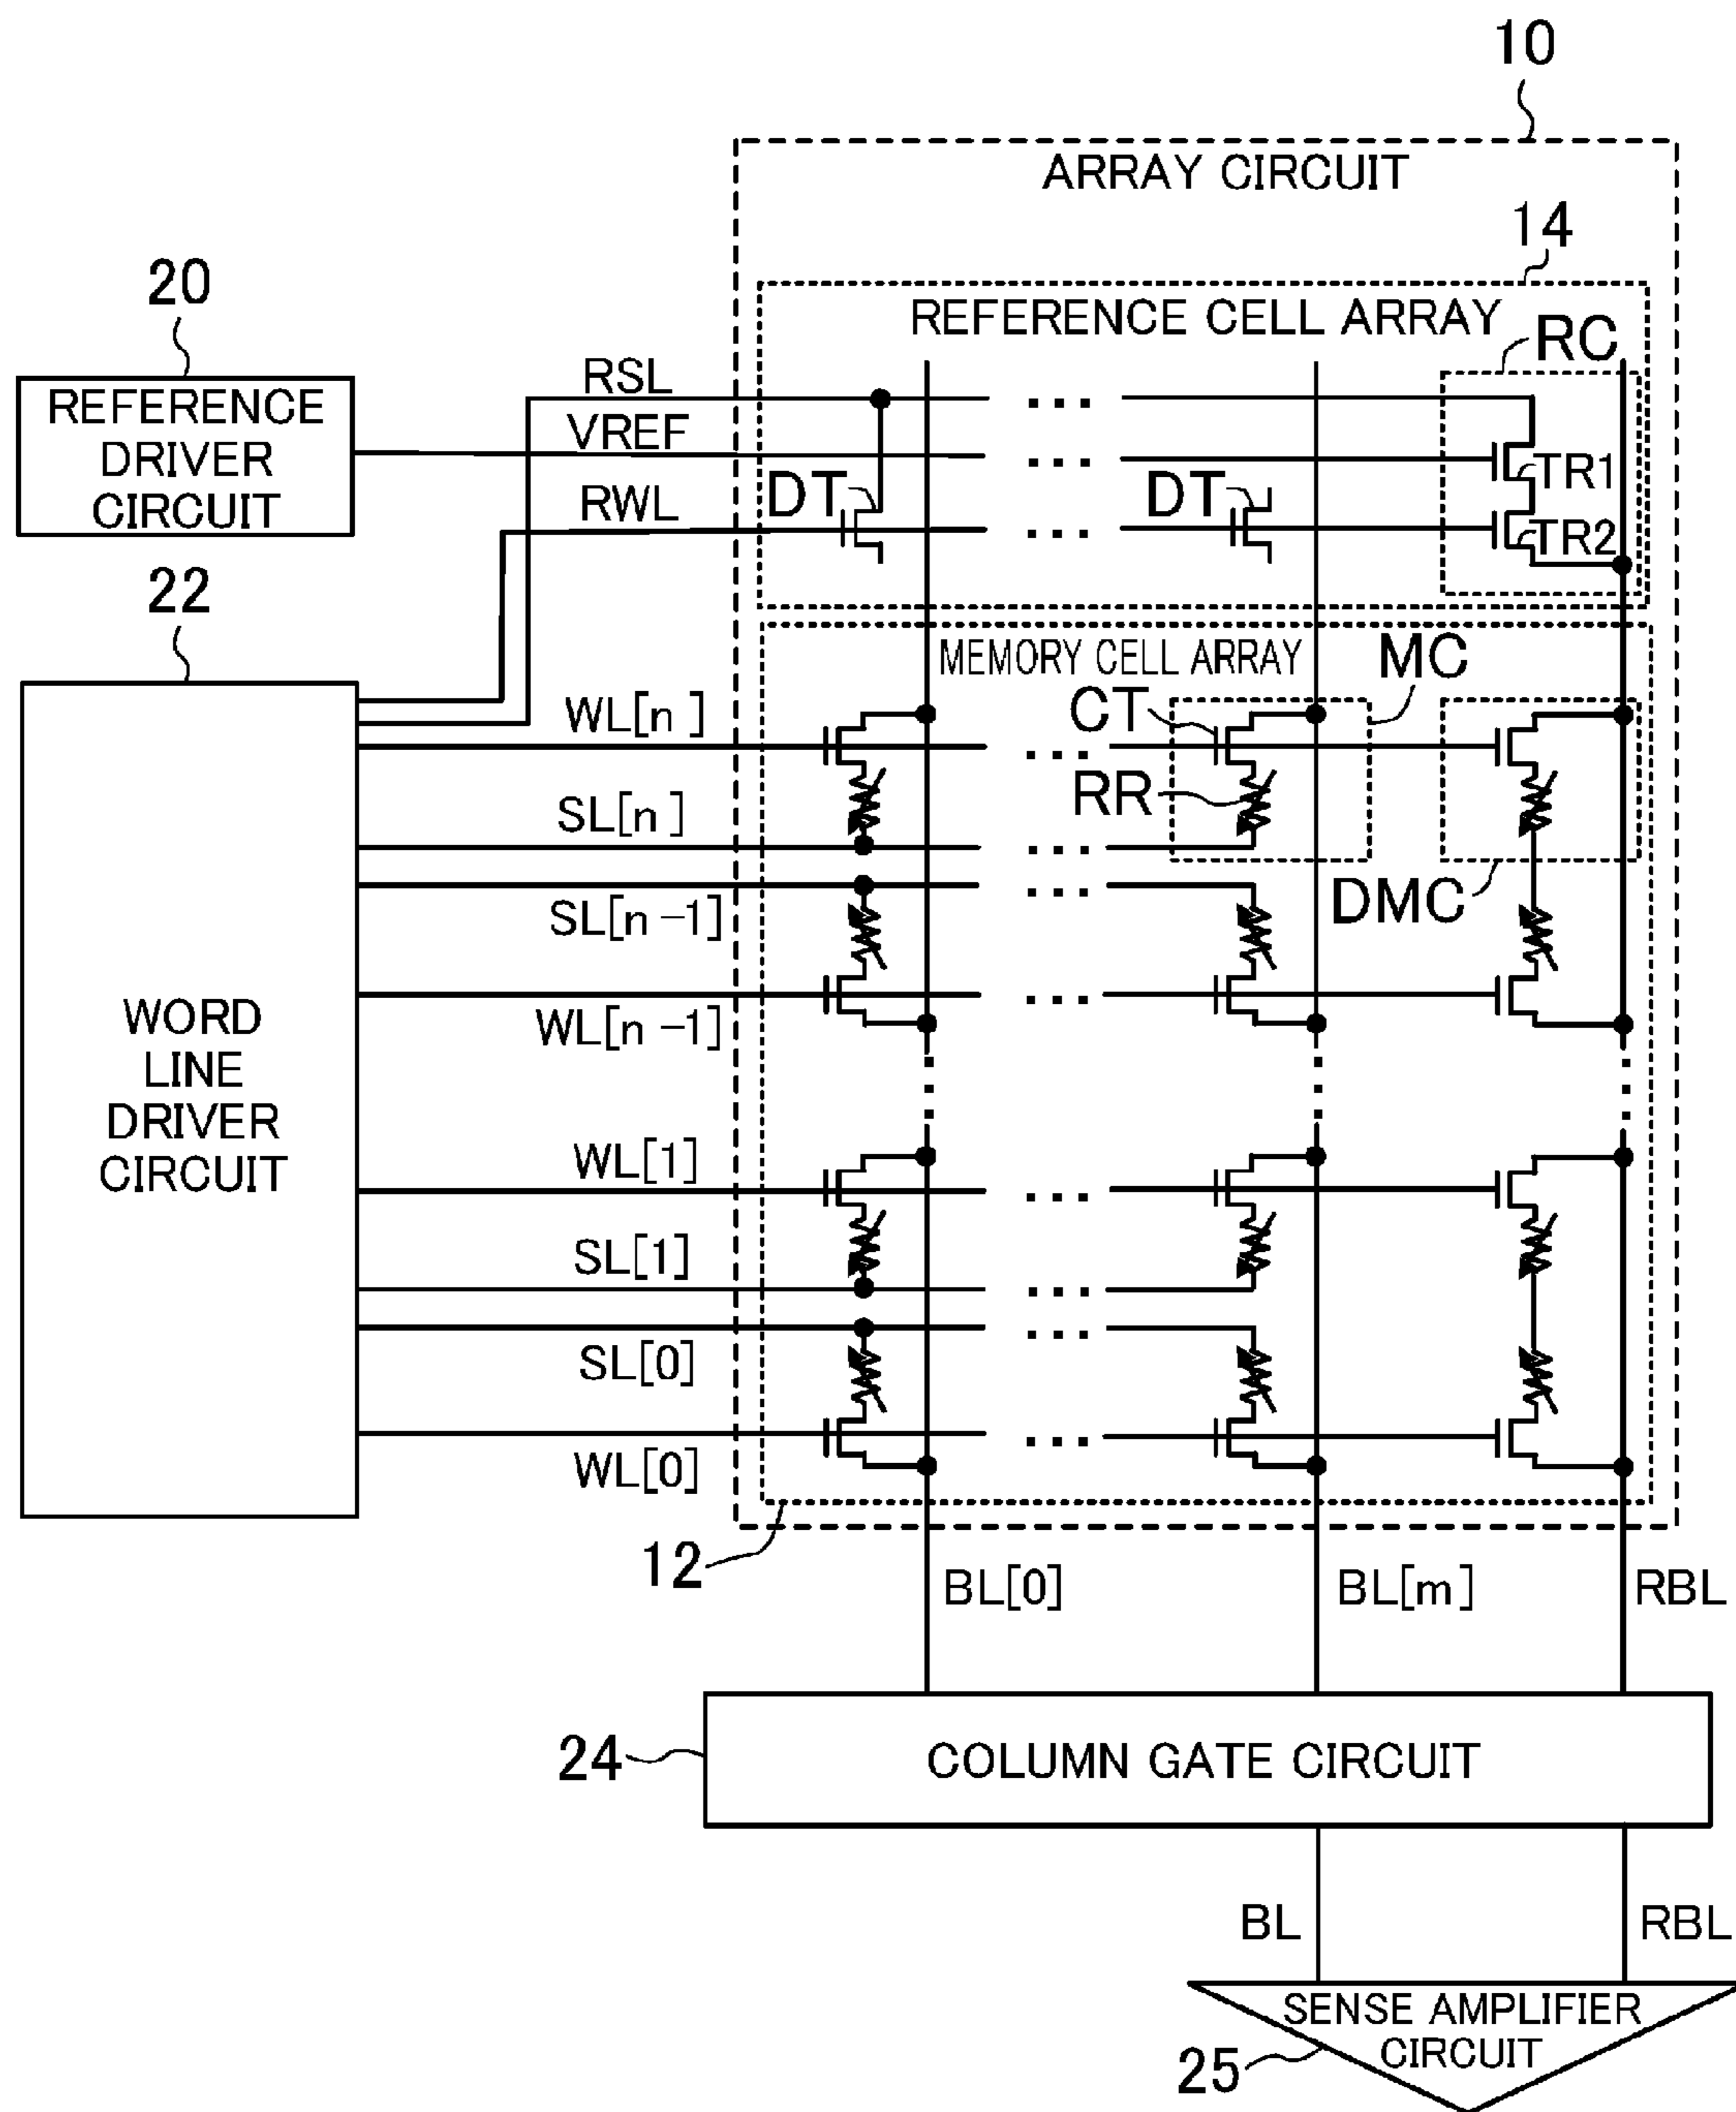 10
ARRAY CIRCUIT
14
20
REFERENCE CELL ARRAY
RC
REFERENCE
DRIVER
CIRCUIT
RSL
VREF
RWL
DT
DT
TR1
TR2
22
MEMORY CELL ARRAY
MC
CT
RR
DMC
WORD
LINE
DRIVER
CIRCUIT
WL[n]
SL[n]
SL[n-1]
WL[n-1]
WL[1]
SL[1]
SL[0]
WL[0]
12
BL[0]
BL[m]
RBL
24
COLUMN GATE CIRCUIT
BL
RBL
SENSE AMPLIFIER
CIRCUIT
25